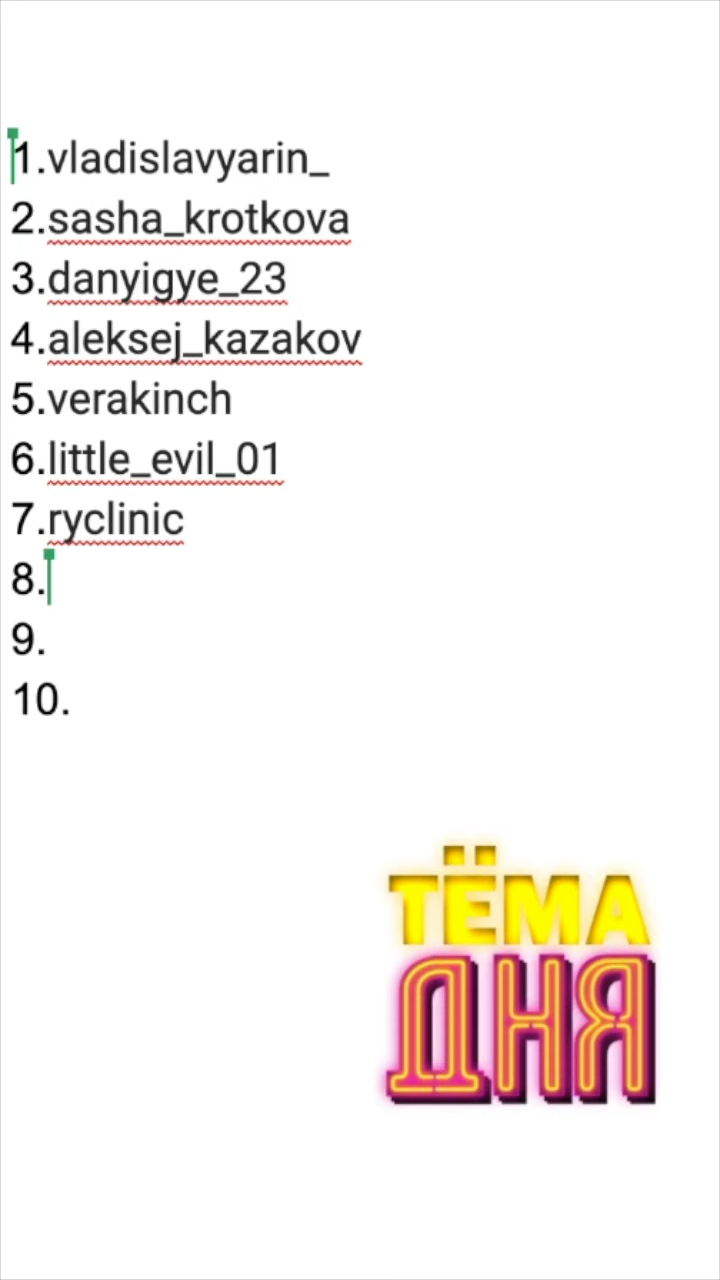 1.vladislavyarin_
2.sasha_krotkova
3.danyigye_23
4.aleksej_kazakov
5.verakinch
6.little_evil_01
7.ryclinic
8.
9.
10.
ТЁМА
ДНЯ